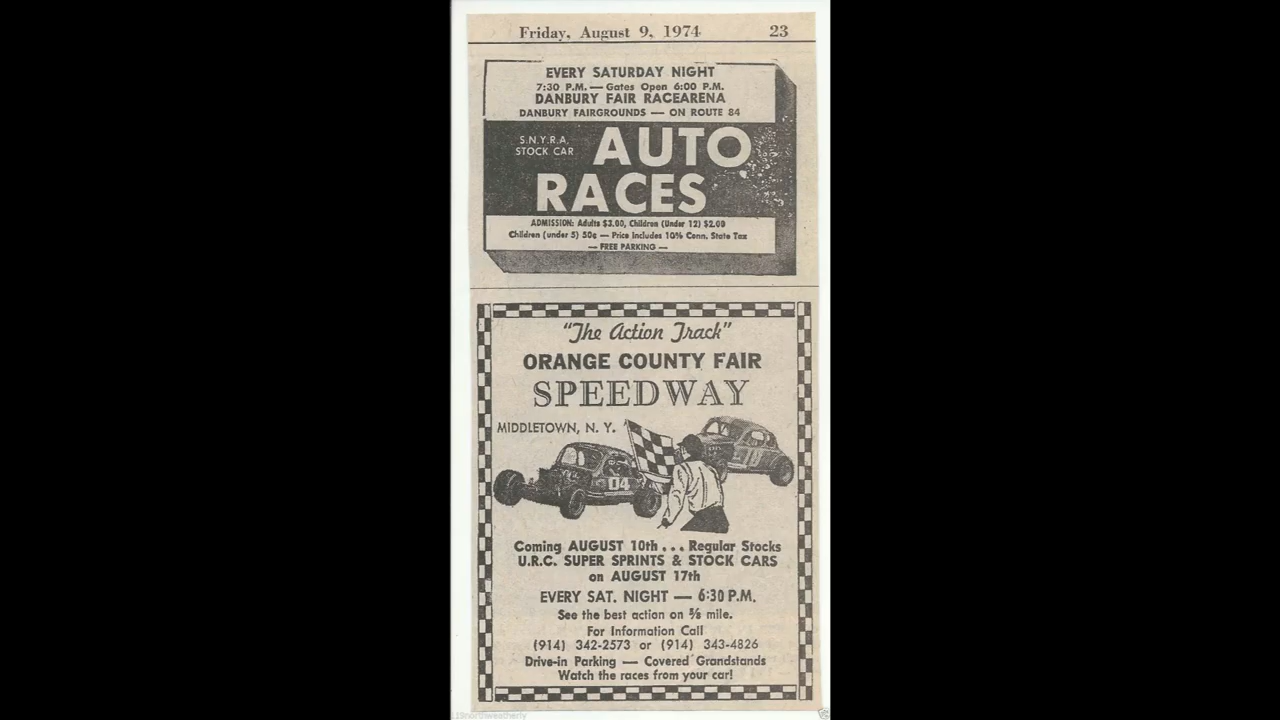 Friday, August 9, 1974 23
EVERY SATURDAY NIGHT
7:30 P.M. — Gates Open 6:00 P.M.
DANBURY FAIR RACEARENA
DANBURY FAIRGROUNDS — ON ROUTE 84
S.N.Y.R.A.
STOCK CAR
AUTO
RACES
ADMISSION: Adults $3.00, Children (Under 12) $2.00
Children (under 5) 50¢ — Price Includes 10% Conn. State Tax
— FREE PARKING —
"The Action Track"
ORANGE COUNTY FAIR
SPEEDWAY
MIDDLETOWN, N. Y.
04
Coming AUGUST 10th . . . Regular Stocks
U.R.C. SUPER SPRINTS & STOCK CARS
on AUGUST 17th
EVERY SAT. NIGHT — 6:30 P.M.
See the best action on ⅝ mile.
For Information Call
(914) 342-2573 or (914) 343-4826
Drive-in Parking — Covered Grandstands
Watch the races from your car!